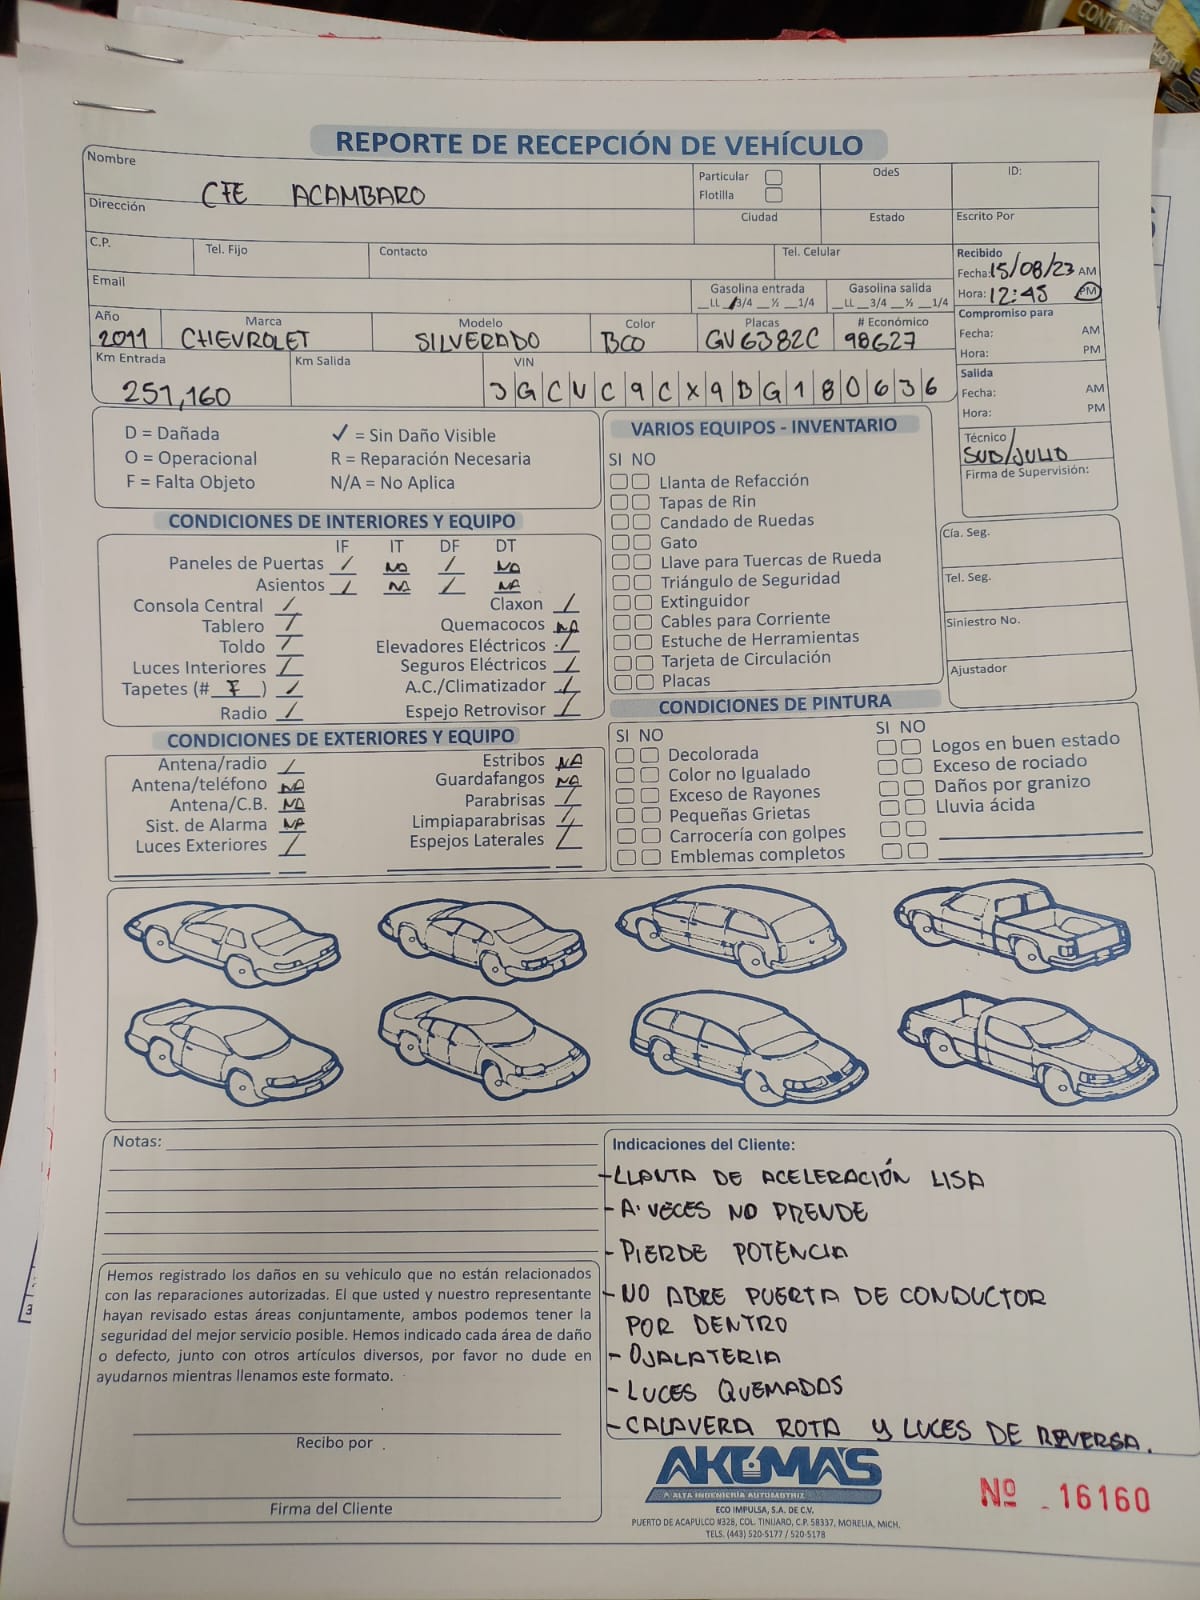 CONT
REPORTE DE RECEPCIÓN DE VEHÍCULO
Nombre
CFE ACAMBARO
Particular
Flotilla
OdeS
ID:
Dirección
Ciudad
Estado
Escrito Por
C.P.
Tel. Fijo
Contacto
Tel. Celular
Recibido
Fecha: 15/08/23 AM
Hora: 12:45 PM
Email
Gasolina entrada
__LL __3/4 __½ __1/4
Gasolina salida
__LL __3/4 __½ __1/4
Año
2011
Marca
CHEVROLET
Modelo
SILVERADO
Color
BCO
Placas
GV6382C
# Económico
98627
Compromiso para
Fecha: AM
Hora: PM
Km Entrada
257,160
Km Salida
VIN
3GCVC9CX9BG180636
Salida
Fecha: AM
Hora: PM
Técnico
SUD/JULIO
Firma de Supervisión:
D = Dañada
✓ = Sin Daño Visible
O = Operacional
R = Reparación Necesaria
F = Falta Objeto
N/A = No Aplica
CONDICIONES DE INTERIORES Y EQUIPO
IF IT DF DT
Paneles de Puertas / NA / NA
Asientos / NA / NA
Consola Central /
Claxon /
Tablero /
Quemacocos NA
Toldo /
Elevadores Eléctricos /
Luces Interiores /
Seguros Eléctricos /
Tapetes (# F ) /
A.C./Climatizador /
Radio /
Espejo Retrovisor /
CONDICIONES DE EXTERIORES Y EQUIPO
Antena/radio /
Estribos NA
Antena/teléfono NA
Guardafangos NA
Antena/C.B. NA
Parabrisas /
Sist. de Alarma NA
Limpiaparabrisas /
Luces Exteriores /
Espejos Laterales /
VARIOS EQUIPOS - INVENTARIO
SI NO
Llanta de Refacción
Tapas de Rin
Candado de Ruedas
Gato
Llave para Tuercas de Rueda
Triángulo de Seguridad
Extinguidor
Cables para Corriente
Estuche de Herramientas
Tarjeta de Circulación
Placas
Cía. Seg.
Tel. Seg.
Siniestro No.
Ajustador
CONDICIONES DE PINTURA
SI NO
Decolorada
Color no Igualado
Exceso de Rayones
Pequeñas Grietas
Carrocería con golpes
Emblemas completos
SI NO
Logos en buen estado
Exceso de rociado
Daños por granizo
Lluvia ácida
Notas:
Hemos registrado los daños en su vehiculo que no están relacionados
con las reparaciones autorizadas. El que usted y nuestro representante
hayan revisado estas áreas conjuntamente, ambos podemos tener la
seguridad del mejor servicio posible. Hemos indicado cada área de daño
o defecto, junto con otros artículos diversos, por favor no dude en
ayudarnos mientras llenamos este formato.
Recibo por
Firma del Cliente
Indicaciones del Cliente:
- LLANTA DE ACELERACIÓN LISA
- A VECES NO PRENDE
- PIERDE POTENCIA
- NO ABRE PUERTA DE CONDUCTOR
POR DENTRO
- OJALATERIA
- LUCES QUEMADAS
- CALAVERA ROTA Y LUCES DE REVERSA.
AKUMA'S
A ALTA INGENIERÍA AUTOMOTRIZ
ECO IMPULSA, S.A. DE C.V.
PUERTO DE ACAPULCO #328, COL. TINIJARO, C.P. 58337, MORELIA, MICH.
TELS. (443) 520-5177 / 520-5178
Nº 16160